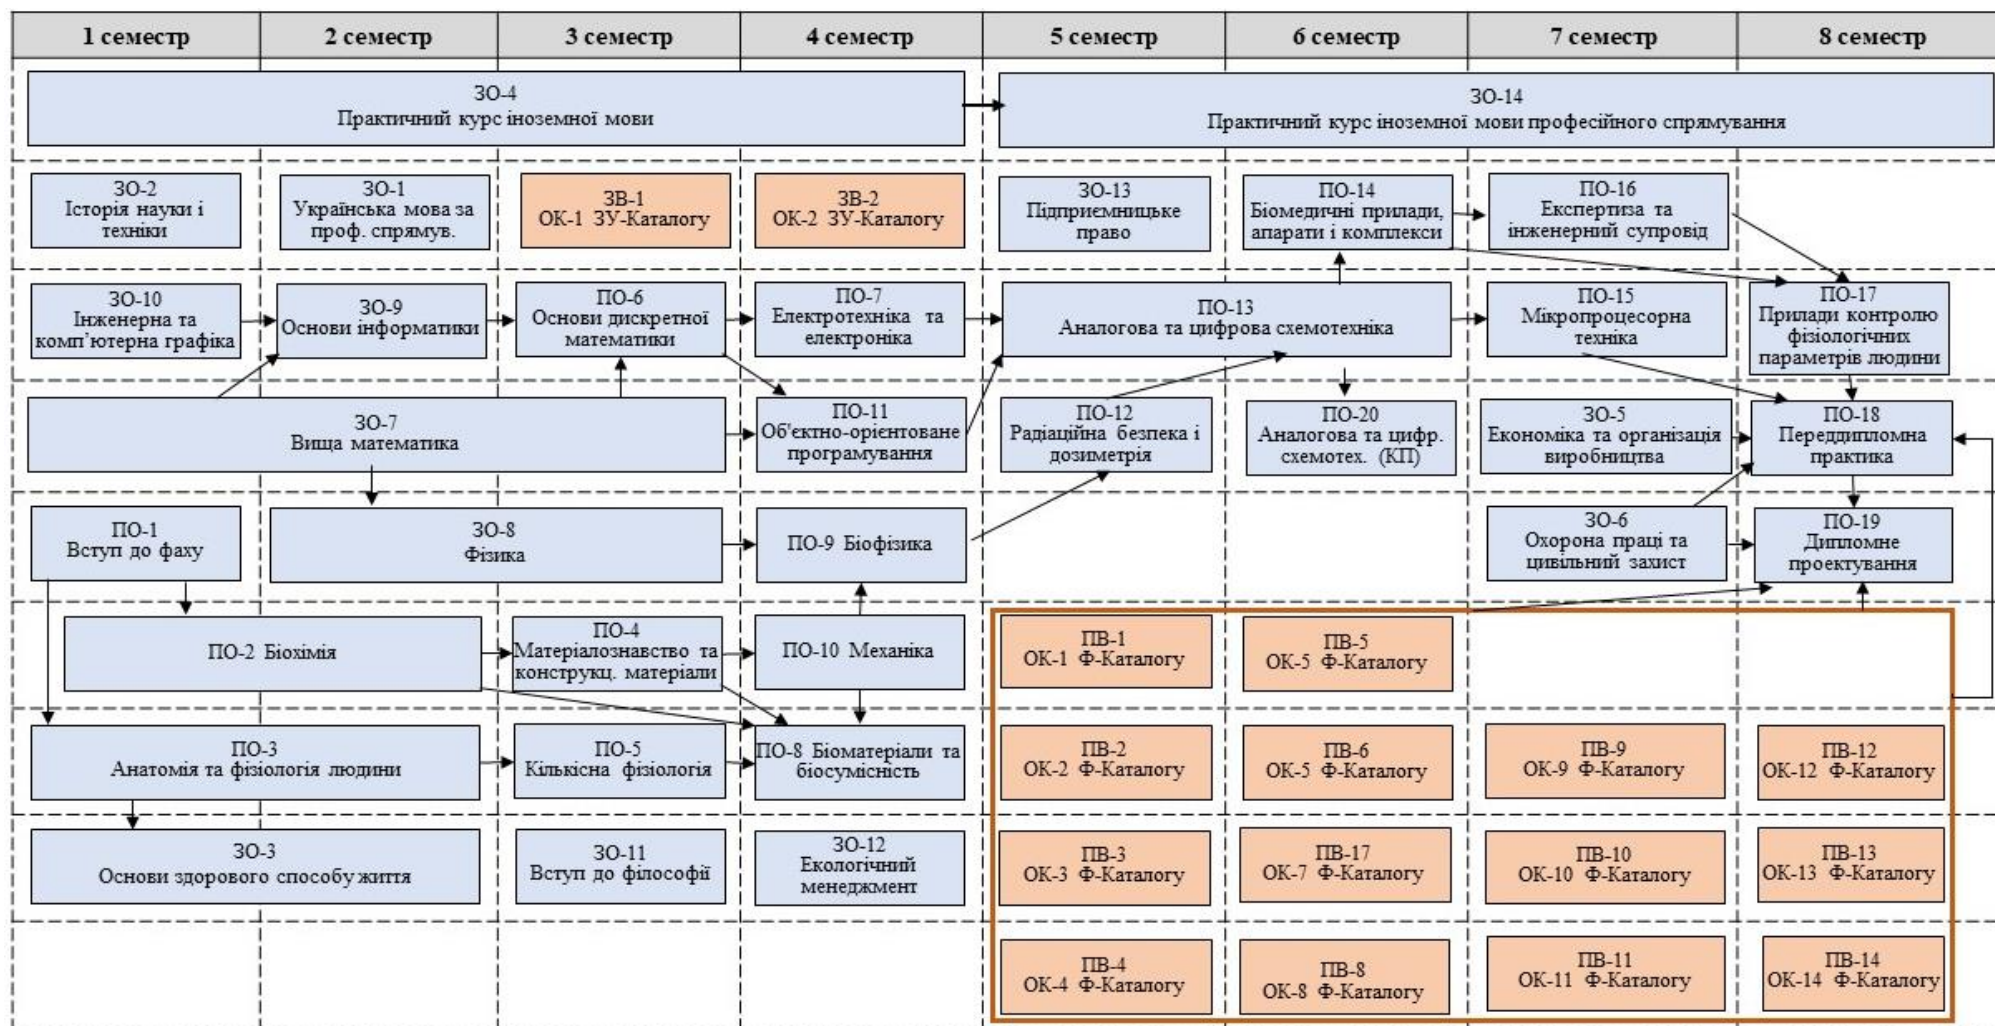 1 семестр
2 семестр
3 семестр
4 семестр
5 семестр
6 семестр
7 семестр
8 семестр
ЗО-4
Практичний курс іноземної мови
ЗО-14
Практичний курс іноземної мови професійного спрямування
ЗО-2
Історія науки і
техніки
ЗО-1
Українська мова за
проф. спрямув.
ЗВ-1
ОК-1 ЗУ-Каталогу
ЗВ-2
ОК-2 ЗУ-Каталогу
ЗО-13
Підприємницьке
право
ПО-14
Біомедичні прилади,
апарати і комплекси
ПО-16
Експертиза та
інженерний супровід
ЗО-10
Інженерна та
комп’ютерна графіка
ЗО-9
Основи інформатики
ПО-6
Основи дискретної
математики
ПО-7
Електротехніка та
електроніка
ПО-13
Аналогова та цифрова схемотехніка
ПО-15
Мікропроцесорна
техніка
ПО-17
Прилади контролю
фізіологічних
параметрів людини
ЗО-7
Вища математика
ПО-11
Об'єктно-орієнтоване
програмування
ПО-12
Радіаційна безпека і
дозиметрія
ПО-20
Аналогова та цифр.
схемотех. (КП)
ЗО-5
Економіка та організація
виробництва
ПО-18
Переддипломна
практика
ПО-1
Вступ до фаху
ЗО-8
Фізика
ПО-9 Біофізика
ЗО-6
Охорона праці та
цивільний захист
ПО-19
Дипломне
проектування
ПО-2 Біохімія
ПО-4
Матеріалознавство та
конструкц. матеріали
ПО-10 Механіка
ПВ-1
ОК-1 Ф-Каталогу
ПВ-5
ОК-5 Ф-Каталогу
ПО-3
Анатомія та фізіологія людини
ПО-5
Кількісна фізіологія
ПО-8 Біоматеріали та
біосумісність
ПВ-2
ОК-2 Ф-Каталогу
ПВ-6
ОК-5 Ф-Каталогу
ПВ-9
ОК-9 Ф-Каталогу
ПВ-12
ОК-12 Ф-Каталогу
ЗО-3
Основи здорового способу життя
ЗО-11
Вступ до філософії
ЗО-12
Екологічний
менеджмент
ПВ-3
ОК-3 Ф-Каталогу
ПВ-17
ОК-7 Ф-Каталогу
ПВ-10
ОК-10 Ф-Каталогу
ПВ-13
ОК-13 Ф-Каталогу
ПВ-4
ОК-4 Ф-Каталогу
ПВ-8
ОК-8 Ф-Каталогу
ПВ-11
ОК-11 Ф-Каталогу
ПВ-14
ОК-14 Ф-Каталогу